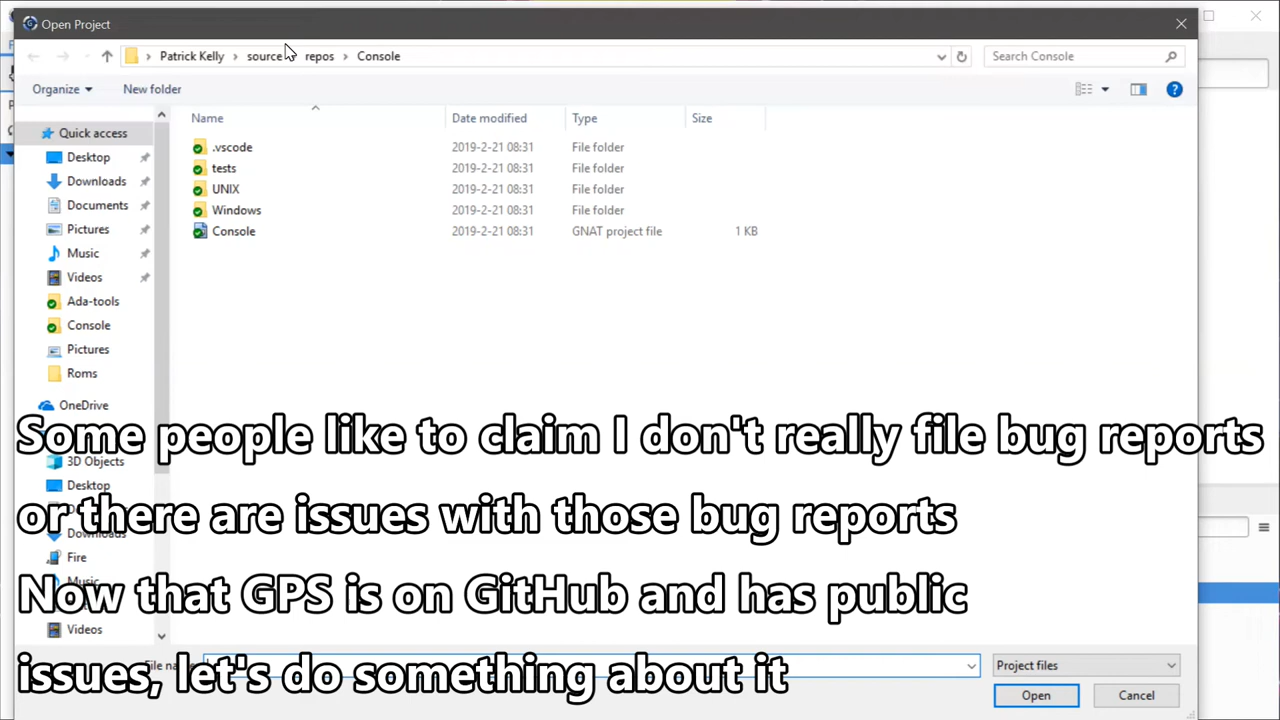 Open Project
Patrick Kelly › source › repos › Console
Search Console
Organize
New folder
Name
Date modified
Type
Size
Quick access
Desktop
Downloads
Documents
Pictures
Music
Videos
Ada-tools
Console
Pictures
Roms
OneDrive
3D Objects
Desktop
Downloads
Fire
Music
Videos
.vscode 2019-2-21 08:31 File folder
tests 2019-2-21 08:31 File folder
UNIX 2019-2-21 08:31 File folder
Windows 2019-2-21 08:31 File folder
Console 2019-2-21 08:31 GNAT project file 1 KB
Some people like to claim I don't really file bug reports
or there are issues with those bug reports
Now that GPS is on GitHub and has public
issues, let's do something about it
File name
Project files
Open
Cancel